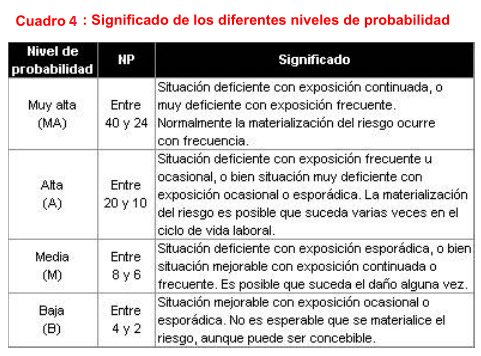 Cuadro 4 : Significado de los diferentes niveles de probabilidad
Nivel de
probabilidad
NP
Significado
Muy alta
(MA)
Entre
40 y 24
Situación deficiente con exposición continuada, o
muy deficiente con exposición frecuente.
Normalmente la materialización del riesgo ocurre
con frecuencia.
Alta
(A)
Entre
20 y 10
Situación deficiente con exposición frecuente u
ocasional, o bien situación muy deficiente con
exposición ocasional o esporádica. La materialización
del riesgo es posible que suceda varias veces en el
ciclo de vida laboral.
Media
(M)
Entre
8 y 6
Situación deficiente con exposición esporádica, o bien
situación mejorable con exposición continuada o
frecuente. Es posible que suceda el daño alguna vez.
Baja
(B)
Entre
4 y 2
Situación mejorable con exposición ocasional o
esporádica. No es esperable que se materialice el
riesgo, aunque puede ser concebible.